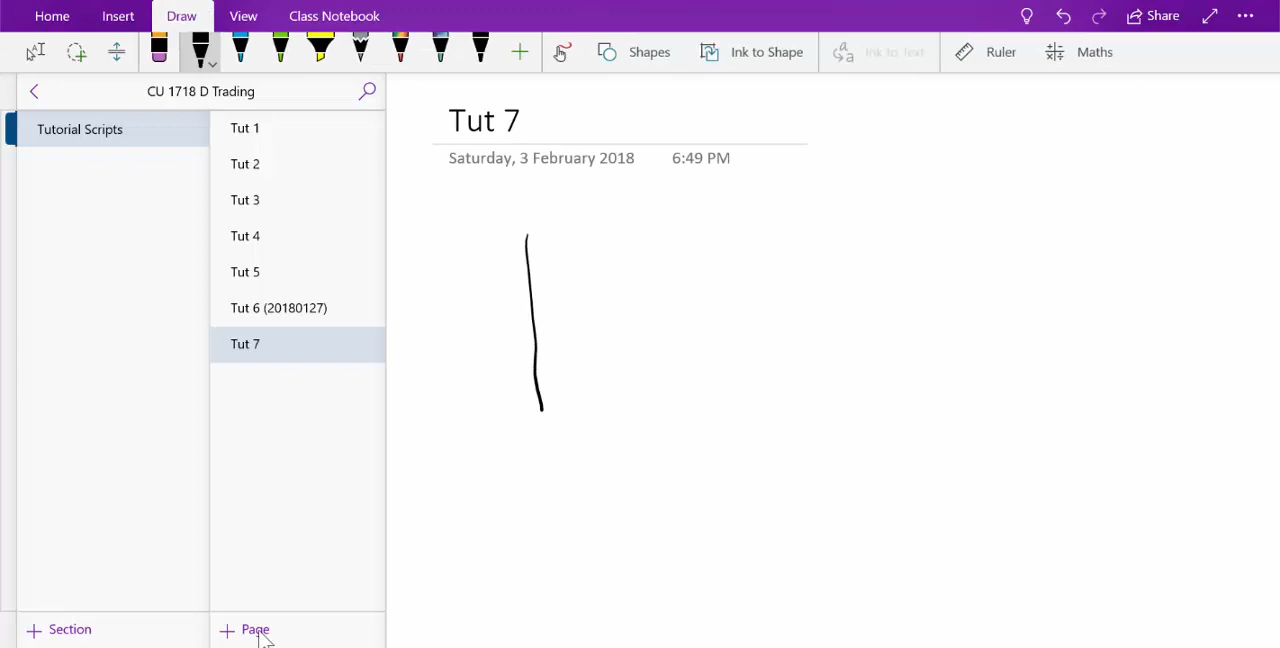 Home Insert Draw View Class Notebook Share
Shapes Ink to Shape Ink to Text Ruler Maths
CU 1718 D Trading
Tutorial Scripts
Tut 1
Tut 2
Tut 3
Tut 4
Tut 5
Tut 6 (20180127)
Tut 7
Section
Page
Tut 7
Saturday, 3 February 2018 6:49 PM